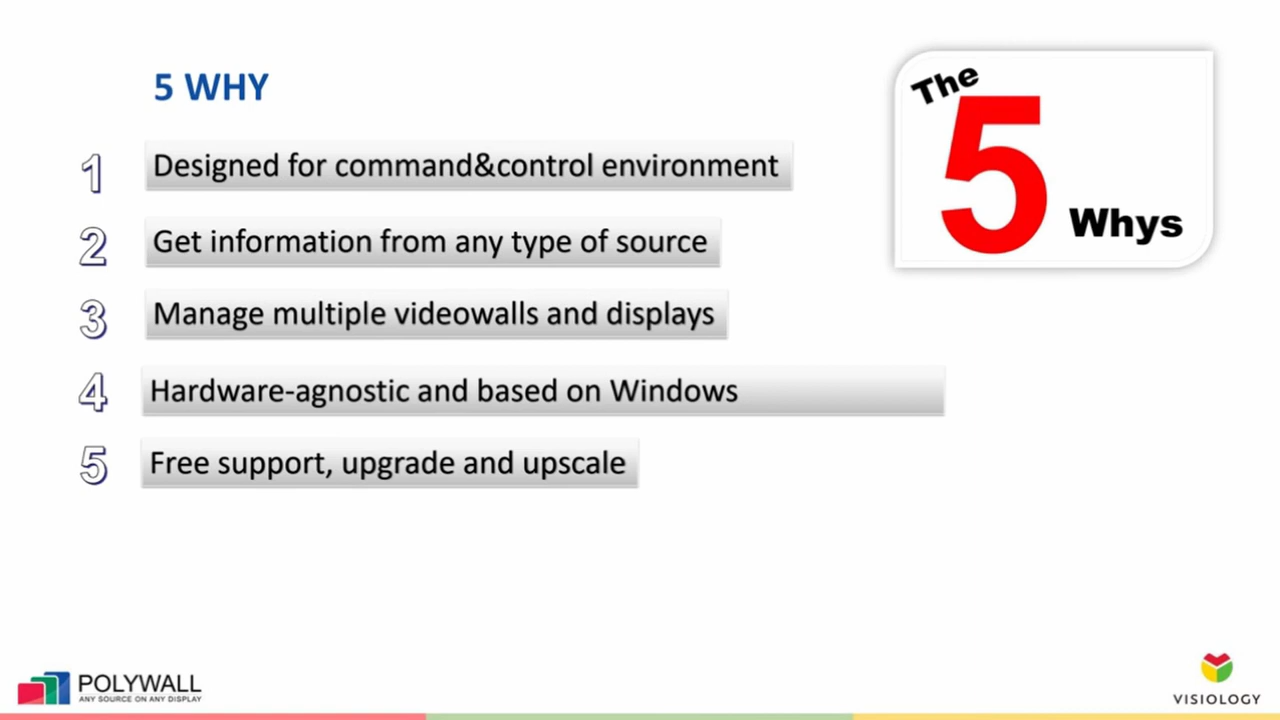 5 WHY
The
5
Whys
1 Designed for command&control environment
2 Get information from any type of source
3 Manage multiple videowalls and displays
4 Hardware-agnostic and based on Windows
5 Free support, upgrade and upscale
POLYWALL
ANY SOURCE ON ANY DISPLAY
VISIOLOGY